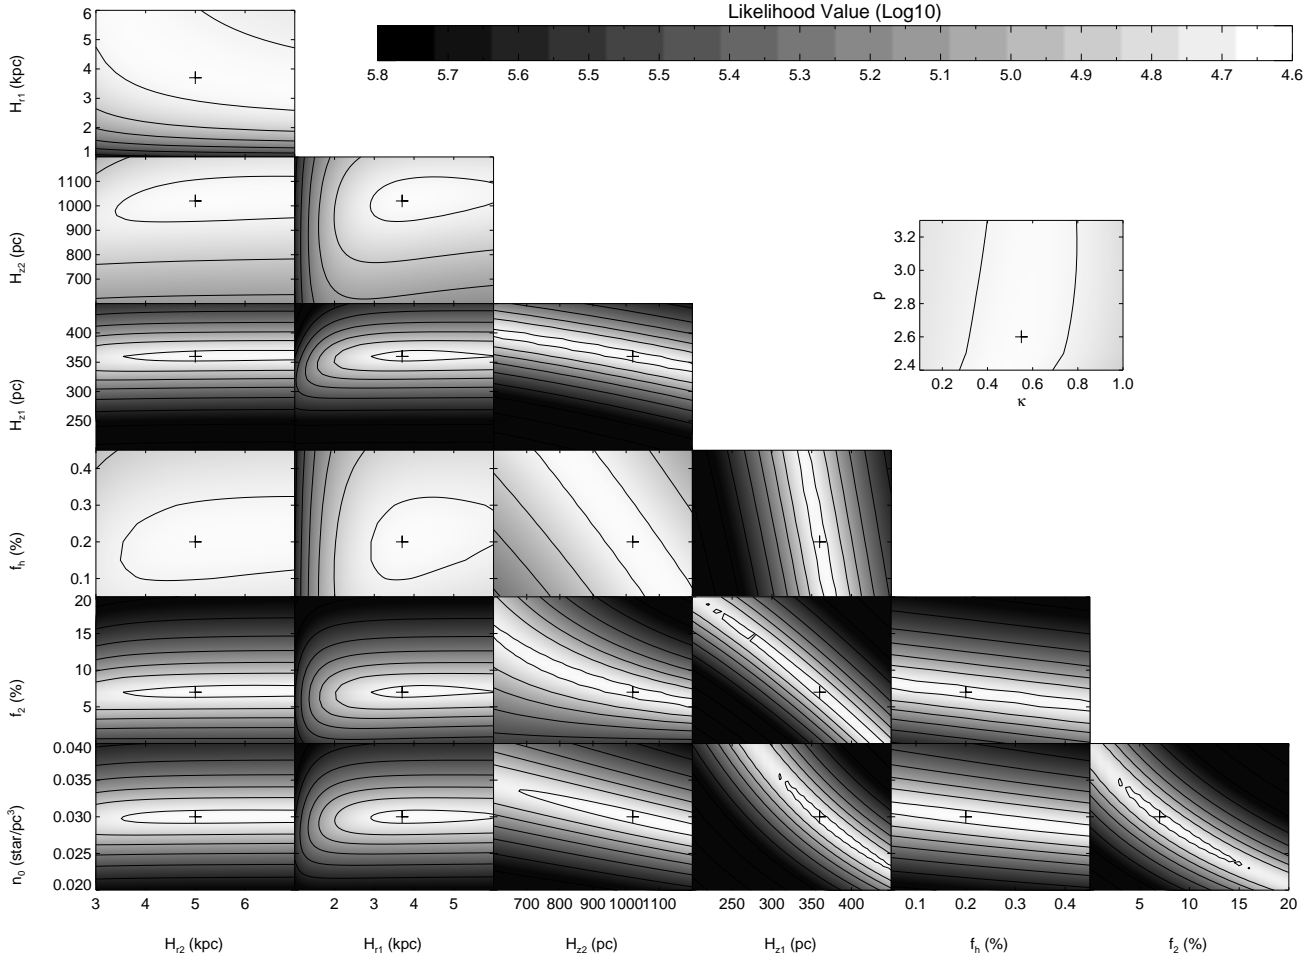 Likelihood Value (Log10)
5.8 5.7 5.6 5.5 5.5 5.4 5.3 5.2 5.1 5.0 4.9 4.8 4.7 4.6
H_r1 (kpc)
6
5
4
3
2
1
H_z2 (pc)
1100
1000
900
800
700
p
3.2
3.0
2.8
2.6
2.4
0.2 0.4 0.6 0.8 1.0
κ
H_z1 (pc)
400
350
300
250
f_h (%)
0.4
0.3
0.2
0.1
f_2 (%)
20
15
10
5
n_0 (star/pc³)
0.040
0.035
0.030
0.025
0.020
3 4 5 6 2 3 4 5 700 800 900 1000 1100 250 300 350 400 0.1 0.2 0.3 0.4 5 10 15 20
H_r2 (kpc) H_r1 (kpc) H_z2 (pc) H_z1 (pc) f_h (%) f_2 (%)